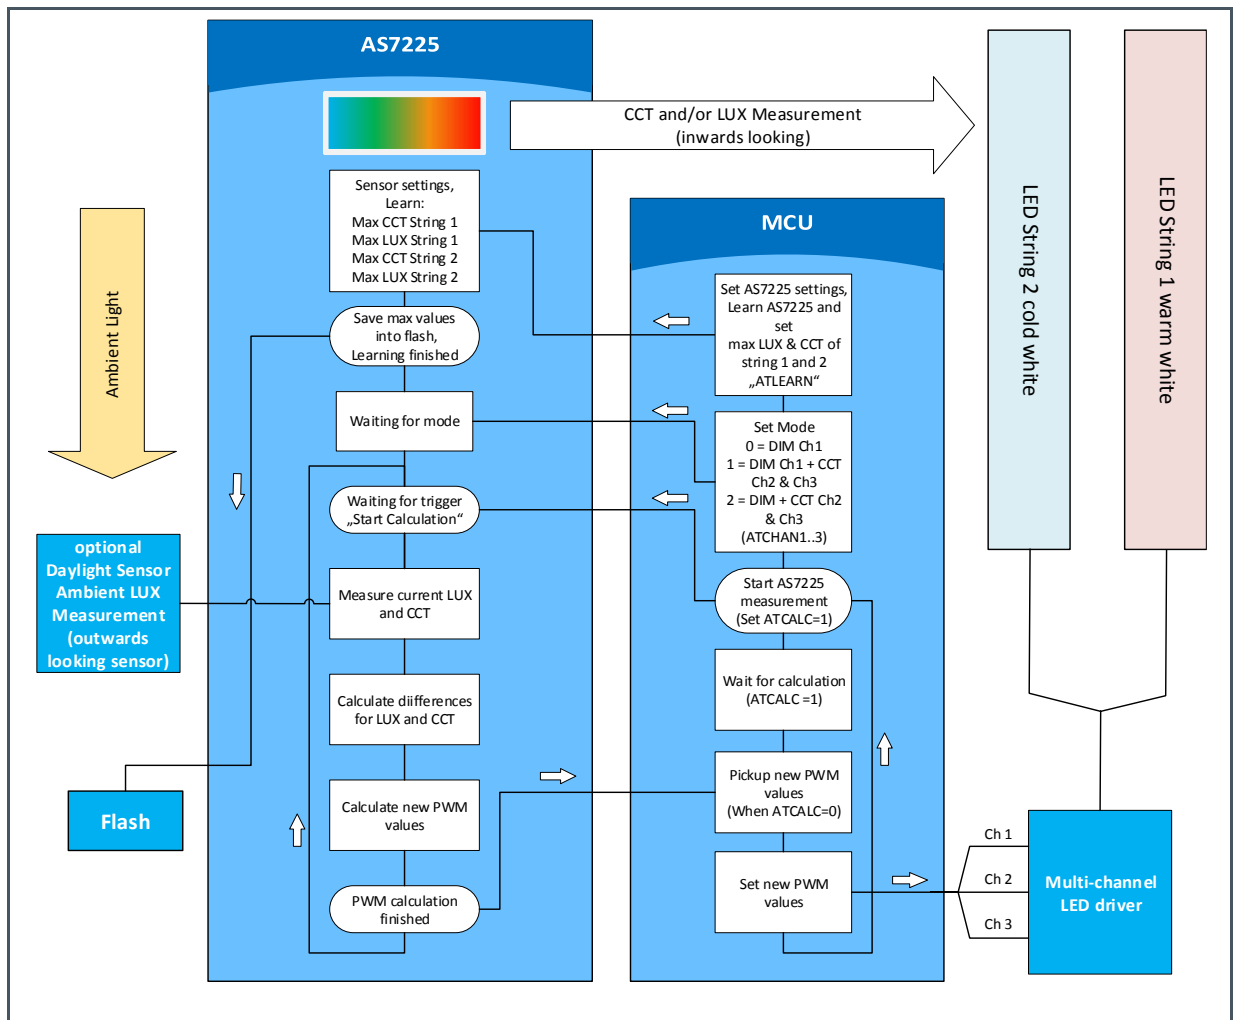 AS7225
CCT and/or LUX Measurement
(inwards looking)
Sensor settings,
Learn:
Max CCT String 1
Max LUX String 1
Max CCT String 2
Max LUX String 2
Save max values
into flash,
Learning finished
Waiting for mode
Waiting for trigger
„Start Calculation“
Measure current LUX
and CCT
Calculate diifferences
for LUX and CCT
Calculate new PWM
values
PWM calculation
finished
Ambient Light
optional
Daylight Sensor
Ambient LUX
Measurement
(outwards
looking sensor)
Flash
MCU
Set AS7225 settings,
Learn AS7225 and
set
max LUX & CCT of
string 1 and 2
„ATLEARN“
Set Mode
0 = DIM Ch1
1 = DIM Ch1 + CCT
Ch2 & Ch3
2 = DIM + CCT Ch2
& Ch3
(ATCHAN1..3)
Start AS7225
measurement
(Set ATCALC=1)
Wait for calculation
(ATCALC =1)
Pickup new PWM
values
(When ATCALC=0)
Set new PWM
values
LED String 2 cold white
LED String 1 warm white
Ch 1
Ch 2
Ch 3
Multi-channel
LED driver